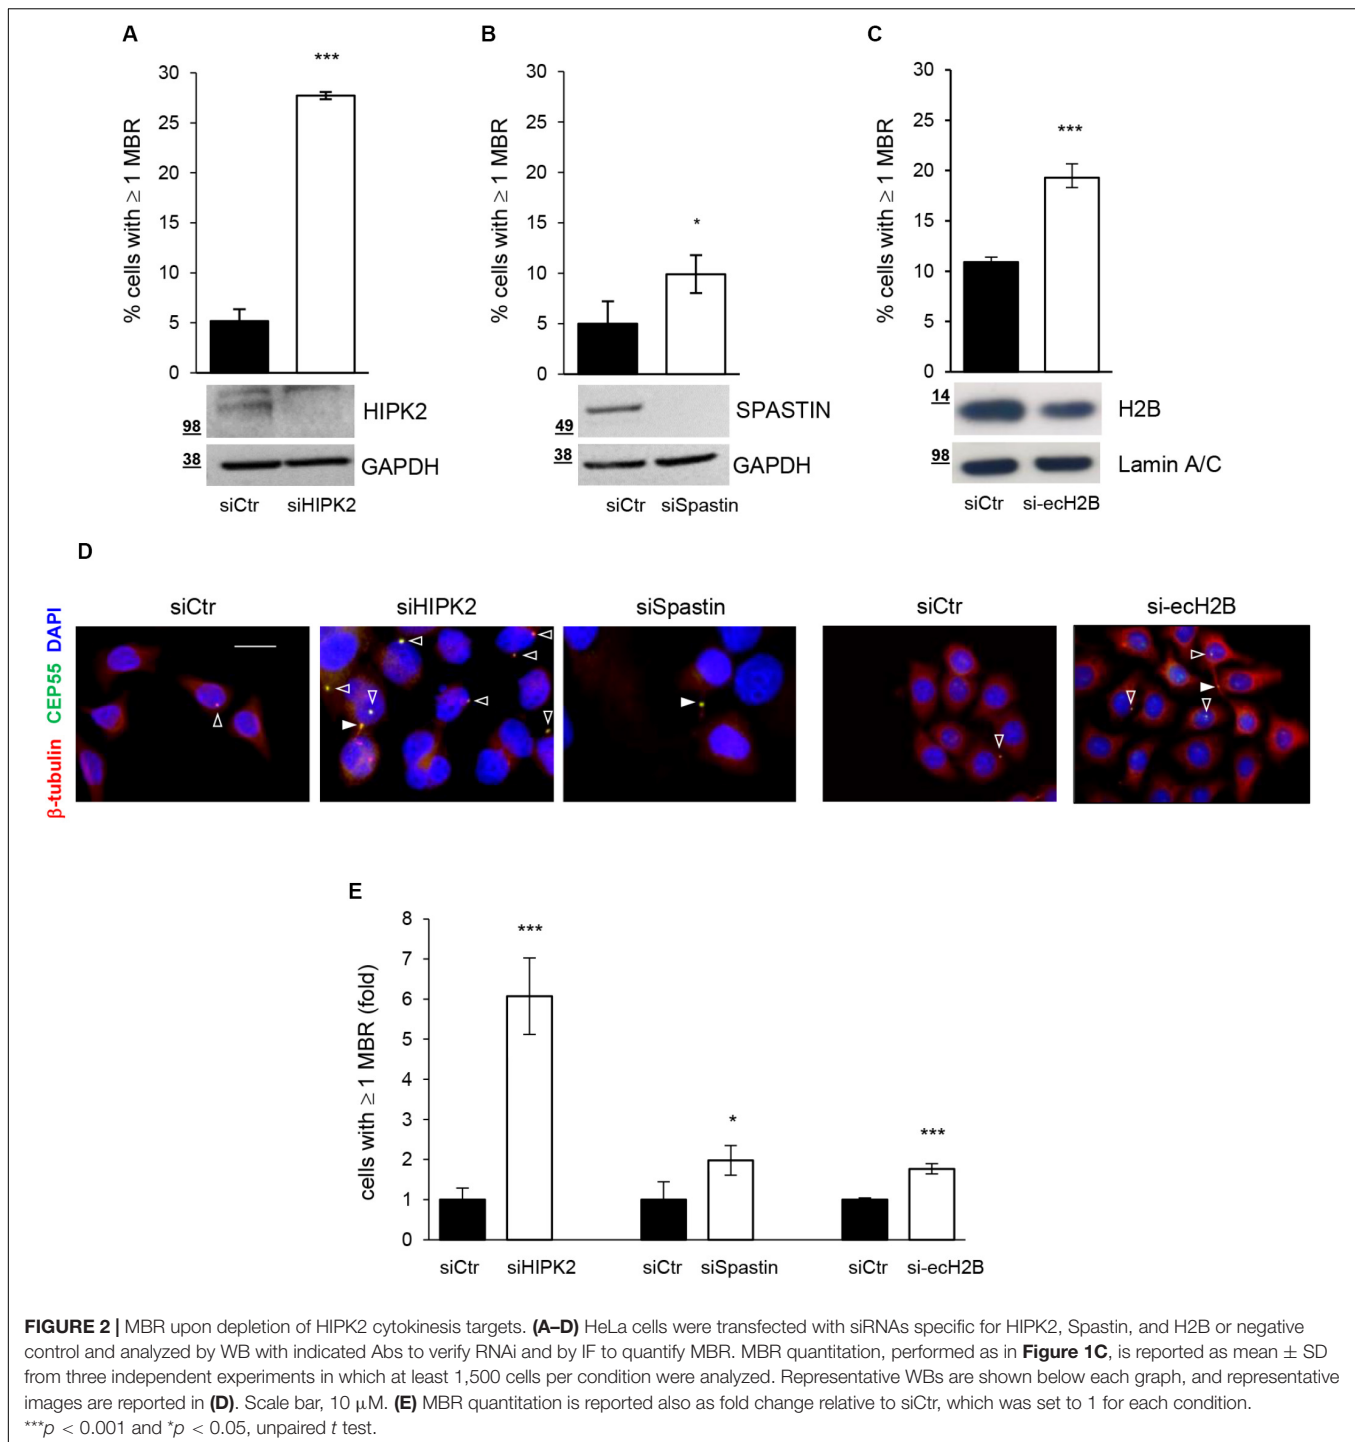 A
***
30
25
20
15
10
5
0
% cells with ≥ 1 MBR
98
HIPK2
38
GAPDH
siCtr siHIPK2
B
*
30
25
20
15
10
5
0
% cells with ≥ 1 MBR
49
SPASTIN
38
GAPDH
siCtr siSpastin
C
***
30
25
20
15
10
5
0
% cells with ≥ 1 MBR
14
H2B
98
Lamin A/C
siCtr si-ecH2B
D
β-tubulin CEP55 DAPI
siCtr siHIPK2 siSpastin siCtr si-ecH2B
E
8
7
6
5
4
3
2
1
0
cells with ≥ 1 MBR (fold)
***
*
***
siCtr siHIPK2 siCtr siSpastin siCtr si-ecH2B
FIGURE 2 | MBR upon depletion of HIPK2 cytokinesis targets. (A–D) HeLa cells were transfected with siRNAs specific for HIPK2, Spastin, and H2B or negative
control and analyzed by WB with indicated Abs to verify RNAi and by IF to quantify MBR. MBR quantitation, performed as in Figure 1C, is reported as mean ± SD
from three independent experiments in which at least 1,500 cells per condition were analyzed. Representative WBs are shown below each graph, and representative
images are reported in (D). Scale bar, 10 μM. (E) MBR quantitation is reported also as fold change relative to siCtr, which was set to 1 for each condition.
***p < 0.001 and *p < 0.05, unpaired t test.